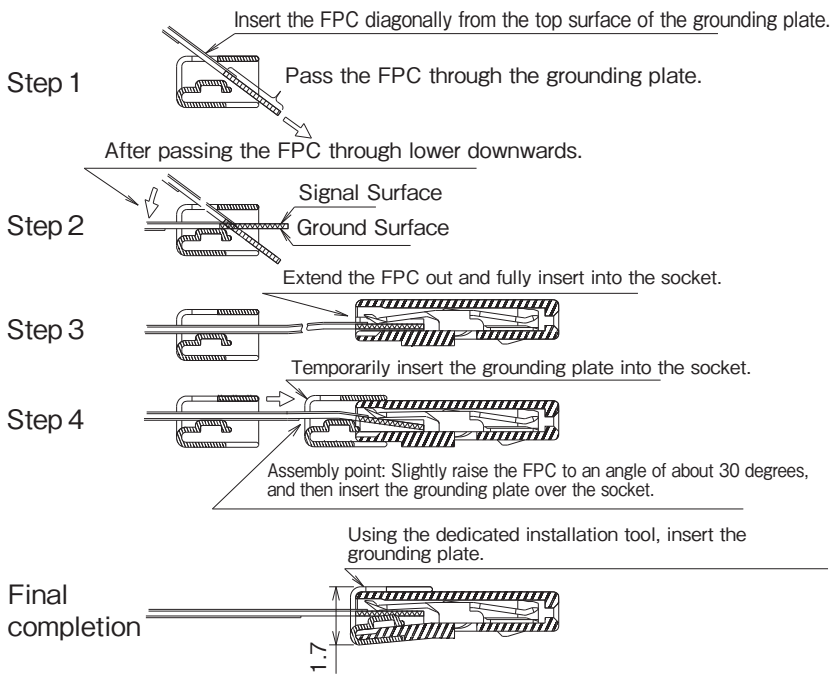 Insert the FPC diagonally from the top surface of the grounding plate.
Step 1
Pass the FPC through the grounding plate.
After passing the FPC through lower downwards.
Signal Surface
Step 2
Ground Surface
Extend the FPC out and fully insert into the socket.
Step 3
Temporarily insert the grounding plate into the socket.
Step 4
Assembly point: Slightly raise the FPC to an angle of about 30 degrees,
and then insert the grounding plate over the socket.
Using the dedicated installation tool, insert the
grounding plate.
Final
completion
1.7